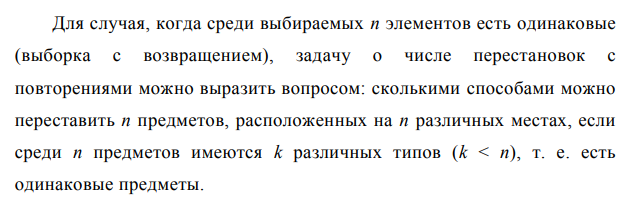 Для случая, когда среди выбираемых n элементов есть одинаковые
(выборка с возвращением), задачу о числе перестановок с
повторениями можно выразить вопросом: сколькими способами можно
переставить n предметов, расположенных на n различных местах, если
среди n предметов имеются k различных типов (k < n), т. е. есть
одинаковые предметы.